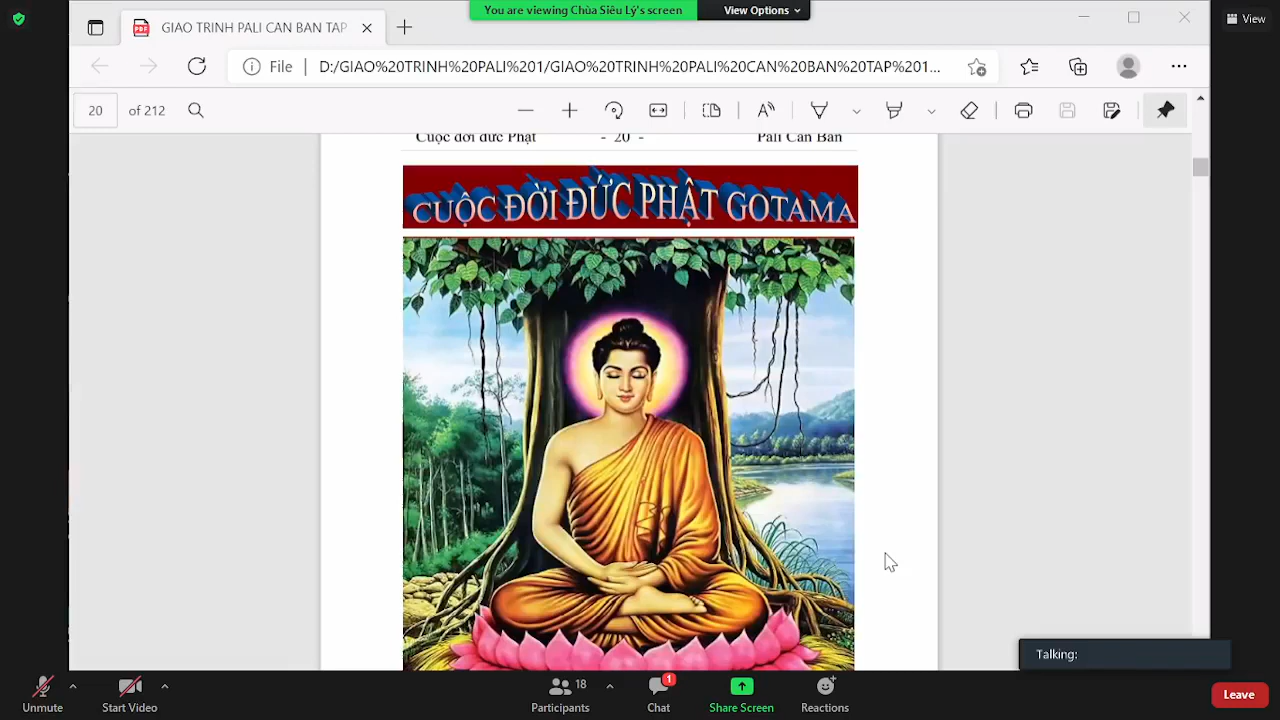 You are viewing Chùa Siêu Lý's screen
View Options
View
GIAO TRINH PALI CAN BAN TAP
File
D:/GIAO%20TRINH%20PALI%201/GIAO%20TRINH%20PALI%20CAN%20BAN%20TAP%201...
20 of 212
Cuộc đời đức Phật - 20 - Pali Căn Bản
CUỘC ĐỜI ĐỨC PHẬT GOTAMA
Talking:
18
1
Unmute
Start Video
Participants
Chat
Share Screen
Reactions
Leave